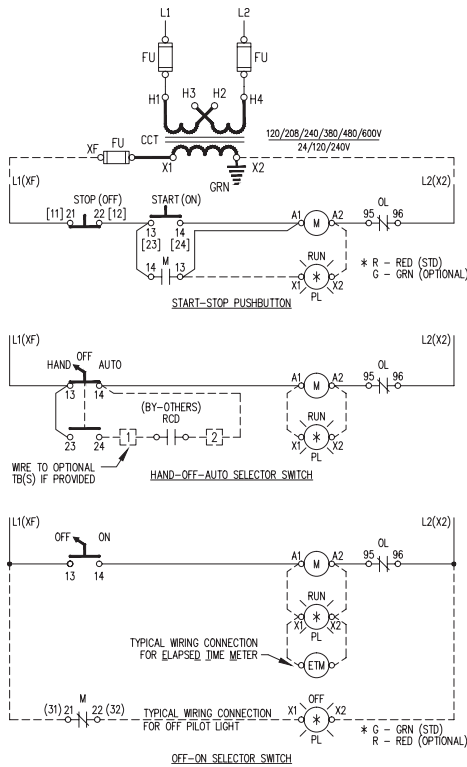 L1 L2
FU FU
H3 H2
H1 H4
120/208/240/380/480/600V
24/120/240V
CCT
XF FU
X1 X2
GRN
L1(XF) L2(X2)
STOP (OFF) START (ON)
[11] 21 22 [12]
13 14
[23] [24]
A1 M A2 95 OL 96
14 M 13
RUN
X1 * X2
PL
* R - RED (STD)
G - GRN (OPTIONAL)
START-STOP PUSHBUTTON
L1(XF) L2(X2)
HAND OFF AUTO
13 14
A1 M A2 95 OL 96
(BY-OTHERS)
RCD
23 24 1 2
RUN
X1 * X2
PL
WIRE TO OPTIONAL
TB(S) IF PROVIDED
HAND-OFF-AUTO SELECTOR SWITCH
L1(XF) L2(X2)
OFF ON
13 14
A1 M A2 95 OL 96
RUN
X1 * X2
PL
TYPICAL WIRING CONNECTION
FOR ELAPSED TIME METER
ETM
M
(31) 21 22 (32)
TYPICAL WIRING CONNECTION
FOR OFF PILOT LIGHT
OFF
X1 * X2
PL
* G - GRN (STD)
R - RED (OPTIONAL)
OFF-ON SELECTOR SWITCH